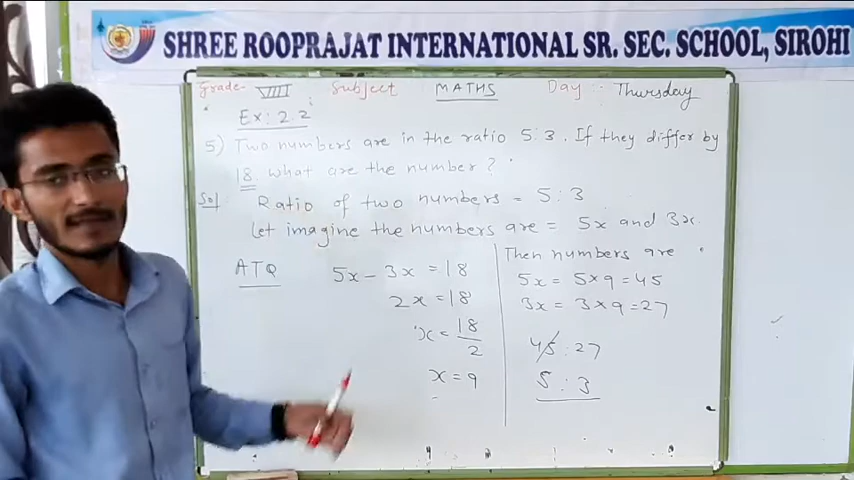 SHREE ROOPRAJAT INTERNATIONAL SR. SEC. SCHOOL, SIROHI
Grade- VIII Subject MATHS Day : Thursday
Ex: 2.2
5) Two numbers are in the ratio 5:3. If they differ by
18. what are the number?
Sol Ratio of two numbers = 5:3
Let imagine the numbers are = 5x and 3x.
ATQ 5x - 3x = 18
2x = 18
x = 18/2
x = 9
Then numbers are
5x = 5×9 = 45
3x = 3×9 = 27
45 : 27
5 : 3